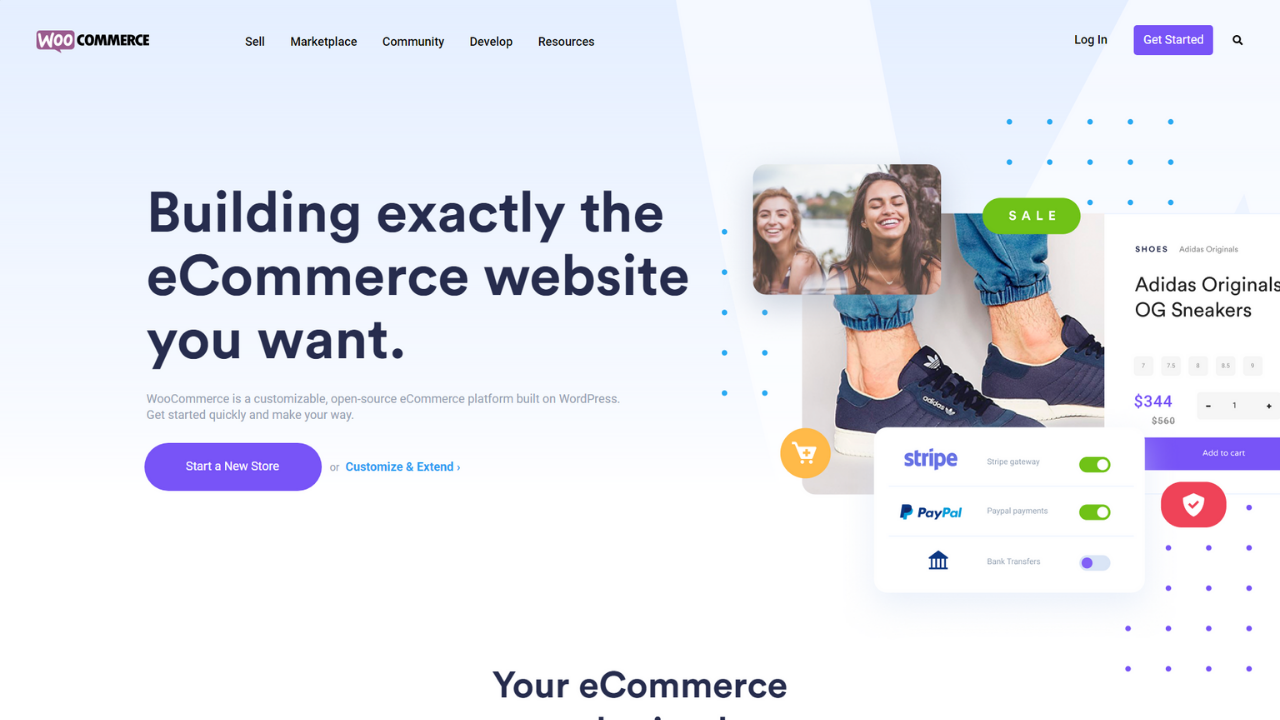 WOO COMMERCE
Sell
Marketplace
Community
Develop
Resources
Log In
Get Started
Building exactly the
eCommerce website
you want.
WooCommerce is a customizable, open-source eCommerce platform built on WordPress.
Get started quickly and make your way.
Start a New Store
or Customize & Extend ›
SALE
SHOES Adidas Originals
Adidas Originals
OG Sneakers
7 7.5 8 8.5 9
$344
$560
- 1 +
Add to cart
adidas
stripe Stripe gateway
PayPal Paypal payments
Bank Transfers
Your eCommerce